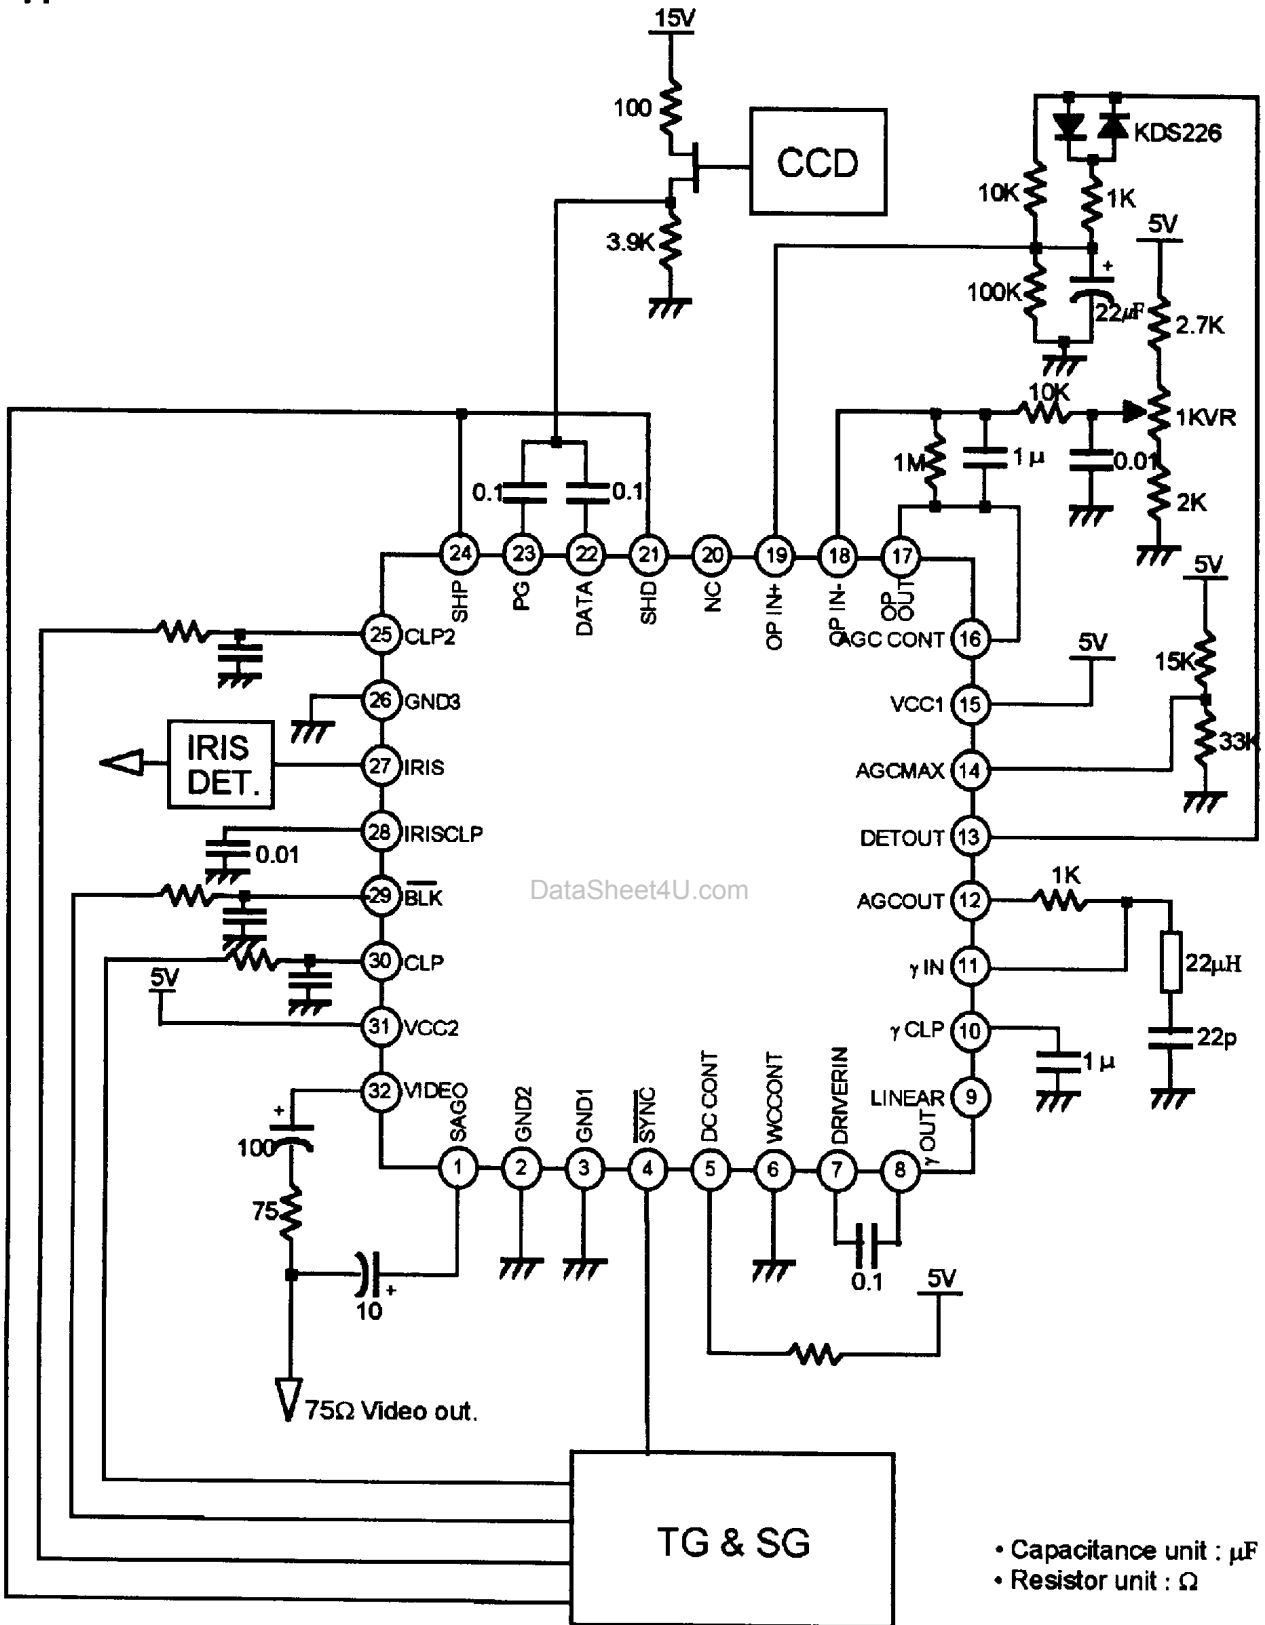 15V
100
CCD
KDS226
10K
1K
5V
3.9K
100K
+
22μF
2.7K
10K
1KVR
1M
1 μ
0.01
2K
0.1
0.1
24
23
22
21
20
19
18
17
SHP
PG
DATA
SHD
NC
OP IN+
OP IN-
OP OUT
5V
25
CLP2
AGC CONT
16
15K
5V
26
GND3
VCC1
15
33K
IRIS
DET.
27
IRIS
AGCMAX
14
28
IRISCLP
0.01
DETOUT
13
29
BLK
DataSheet4U.com
1K
AGCOUT
12
30
CLP
γ IN
11
22μH
5V
31
VCC2
γ CLP
10
22p
1 μ
32
VIDEO
LINEAR
9
SAGO
GND2
GND1
SYNC
DC CONT
WCCONT
DRIVERIN
γ OUT
+
100
1
2
3
4
5
6
7
8
75
0.1
5V
10
+
75Ω Video out.
TG & SG
• Capacitance unit : μF
• Resistor unit : Ω